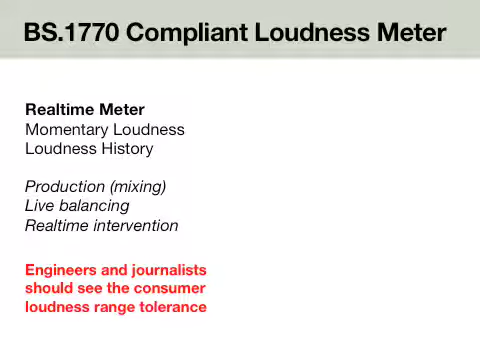 BS.1770 Compliant Loudness Meter
Realtime Meter
Momentary Loudness
Loudness History
Production (mixing)
Live balancing
Realtime intervention
Engineers and journalists
should see the consumer
loudness range tolerance